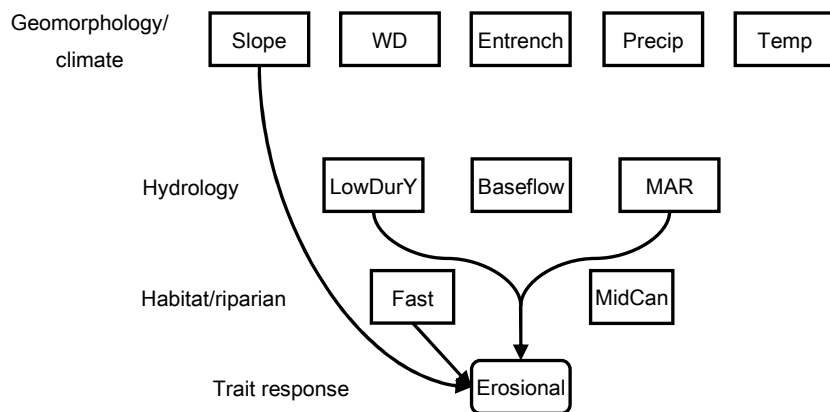 Geomorphology/
climate
Slope
WD
Entrench
Precip
Temp
Hydrology
LowDurY
Baseflow
MAR
Habitat/riparian
Fast
MidCan
Trait response
Erosional